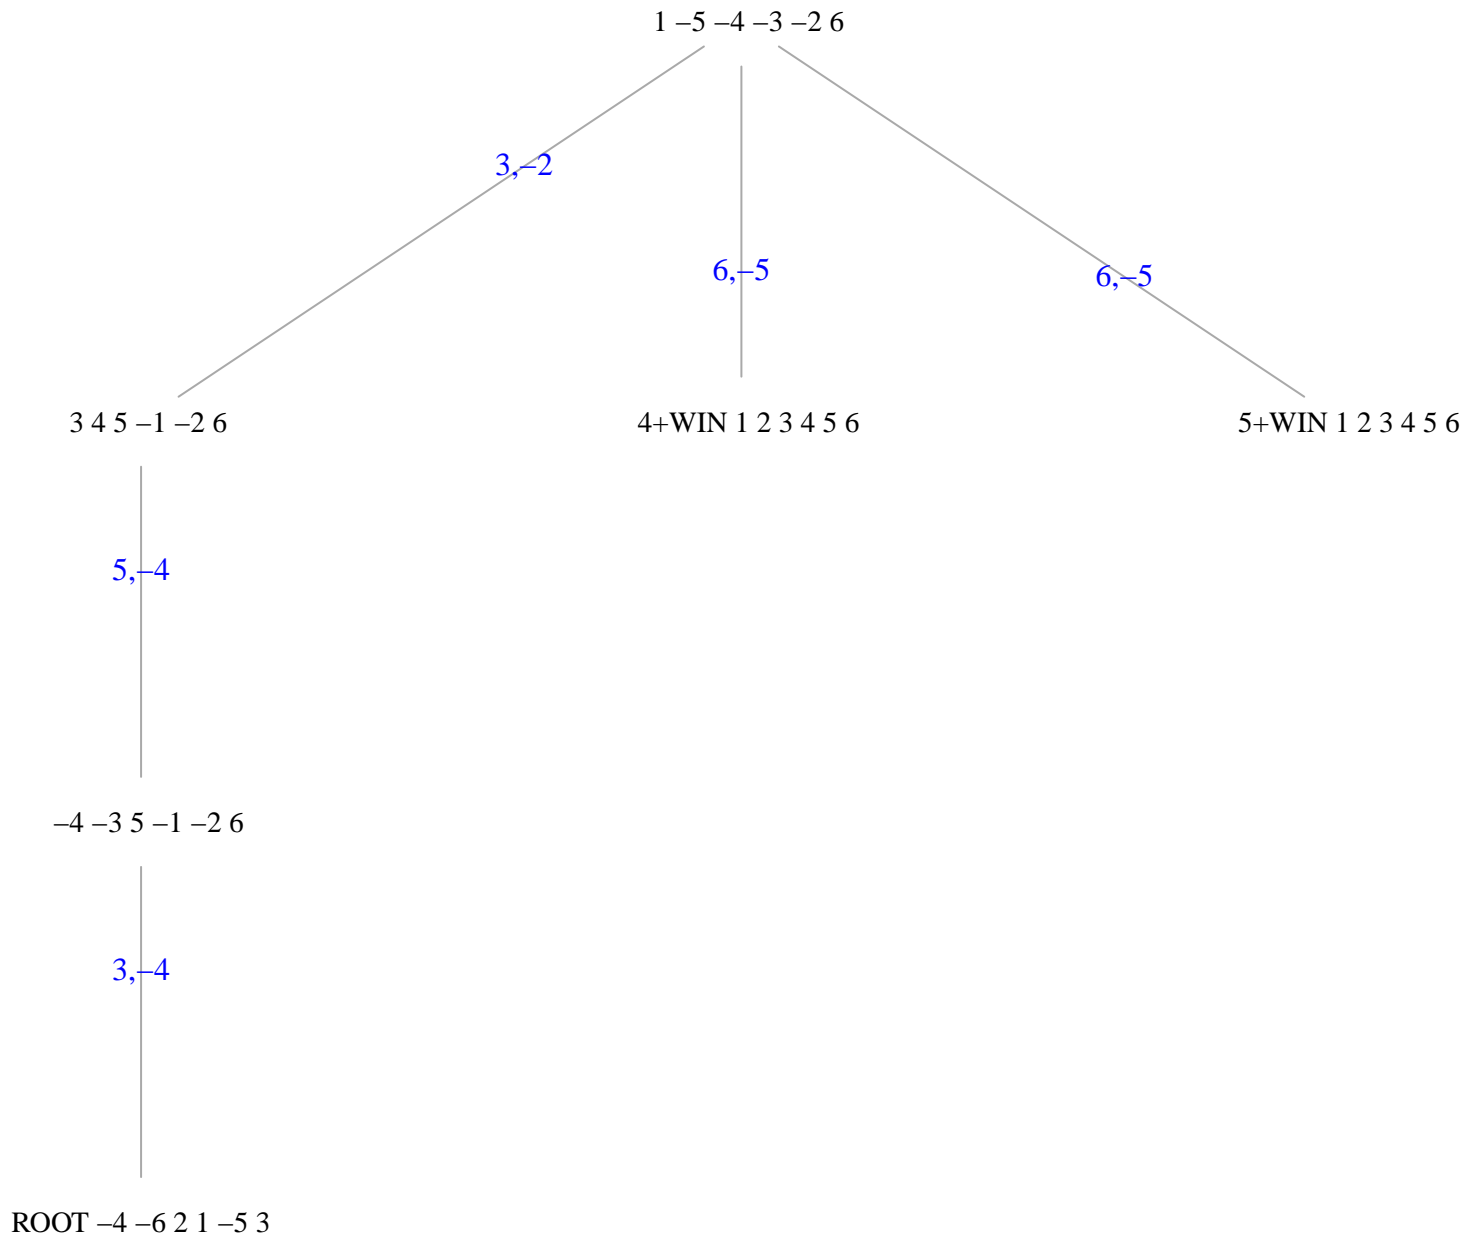 1 –5 –4 –3 –2 6
3,–2
6,–5
6,–5
3 4 5 –1 –2 6
4+WIN 1 2 3 4 5 6
5+WIN 1 2 3 4 5 6
5,–4
–4 –3 5 –1 –2 6
3,–4
ROOT –4 –6 2 1 –5 3